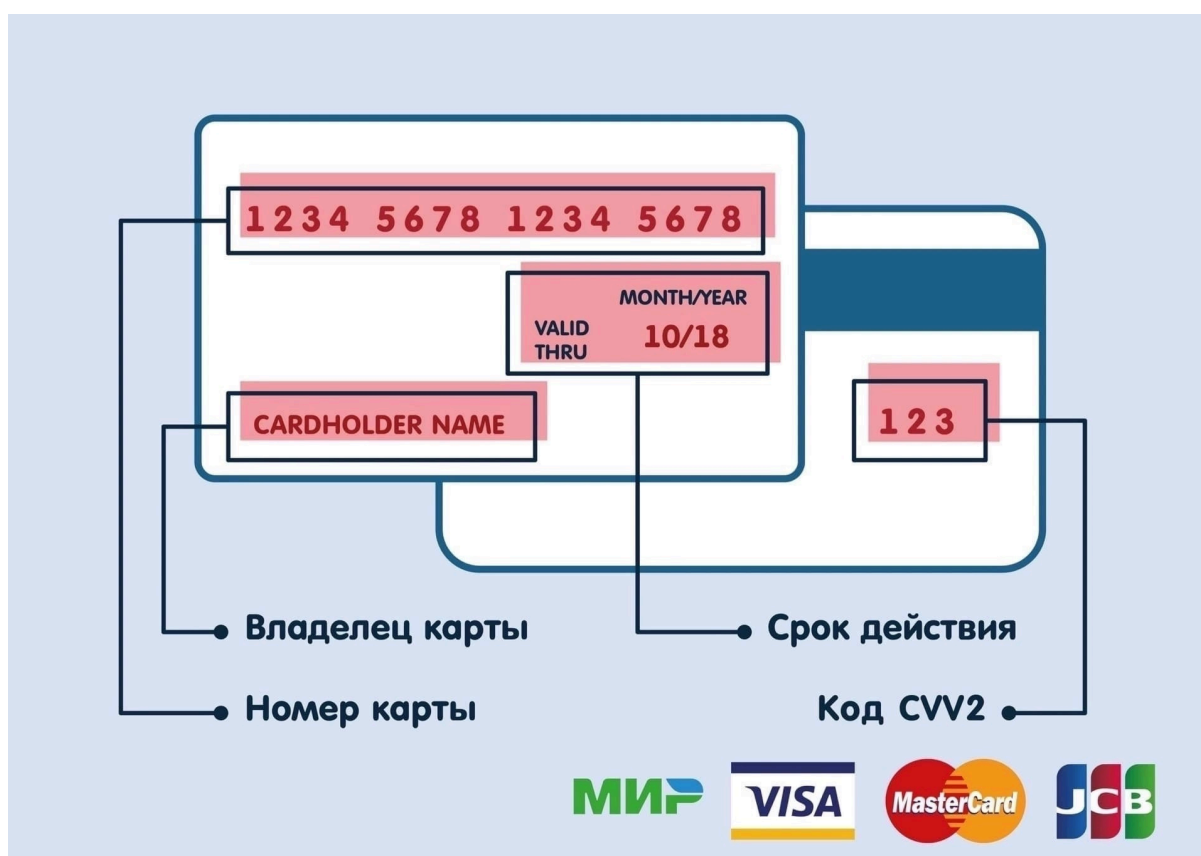 1234 5678 1234 5678
MONTH/YEAR
VALID THRU 10/18
CARDHOLDER NAME
123
Владелец карты
Срок действия
Номер карты
Код CVV2
МИР VISA MasterCard JCB